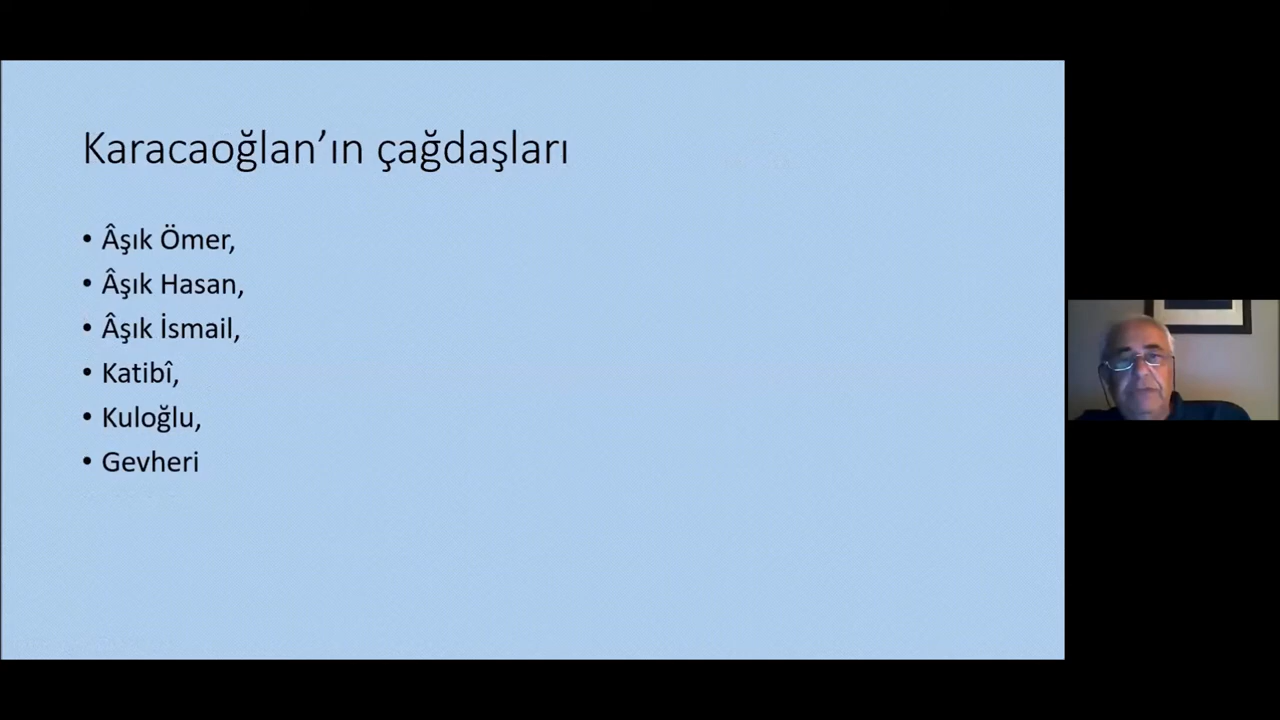 Karacaoğlan’ın çağdaşları
• Âşık Ömer,
• Âşık Hasan,
• Âşık İsmail,
• Katibî,
• Kuloğlu,
• Gevheri